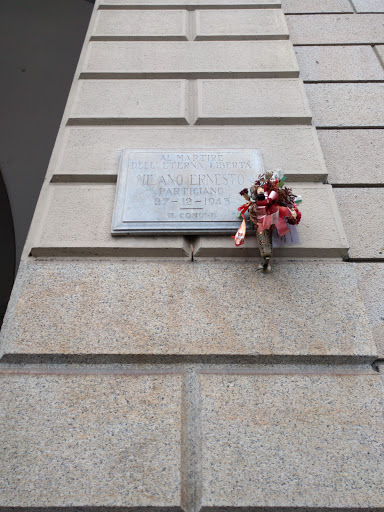 AL MARTIRE
DELL'ETERNA LIBERTÀ
MILANO ERNESTO
PARTIGIANO
27-12-1943
IL COMUNE